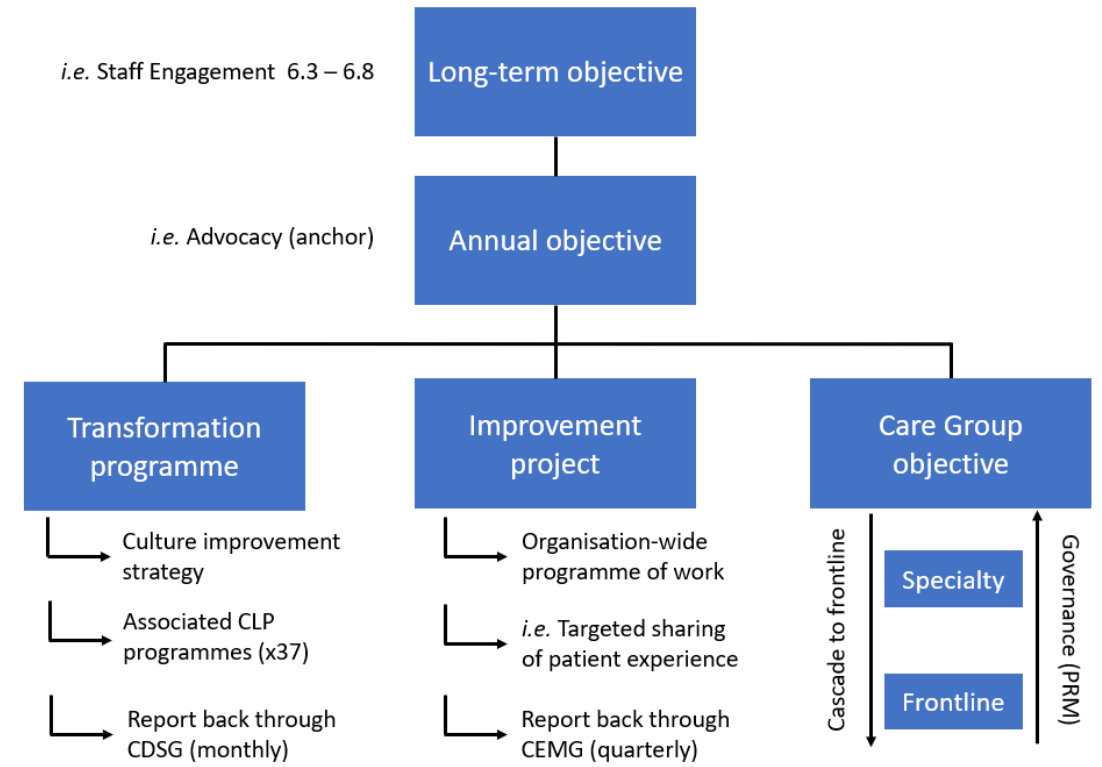 i.e. Staff Engagement 6.3 – 6.8
Long-term objective
i.e. Advocacy (anchor)
Annual objective
Transformation
programme
Culture improvement
strategy
Associated CLP
programmes (x37)
Report back through
CDSG (monthly)
Improvement
project
Organisation-wide
programme of work
i.e. Targeted sharing
of patient experience
Report back through
CEMG (quarterly)
Care Group
objective
Cascade to frontline
Specialty
Frontline
Governance (PRM)